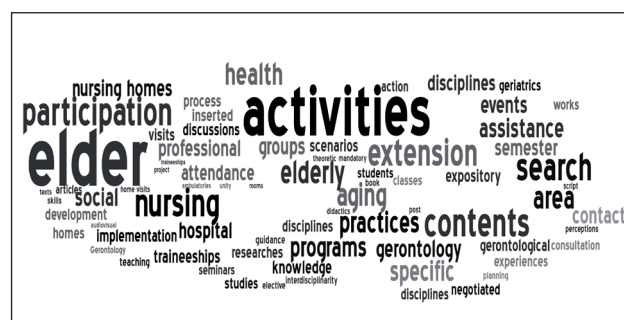 health
nursing homes
action
disciplines
geriatrics
participation
process
inserted
activities
events
works
visits
discussions
assistance
elder
professional
groups
scenarios
extension
semester
traineeships
project
theoretic
mandatory
attendance
elderly
students
expository
search
ambulatories
unity
rooms
book
classes
script
texts
articles
home visits
skills
social
nursing
aging
area
development
didactics
post
practices
contents
contact
homes
audiovisual
implementation
hospital
disciplines
perceptions
Gerontology
guidance
researches
programs
gerontology
gerontological
consultation
teaching
traineeships
experiences
seminars
knowledge
specific
planning
interdisciplinarity
studies
elective
disciplines
negotiated